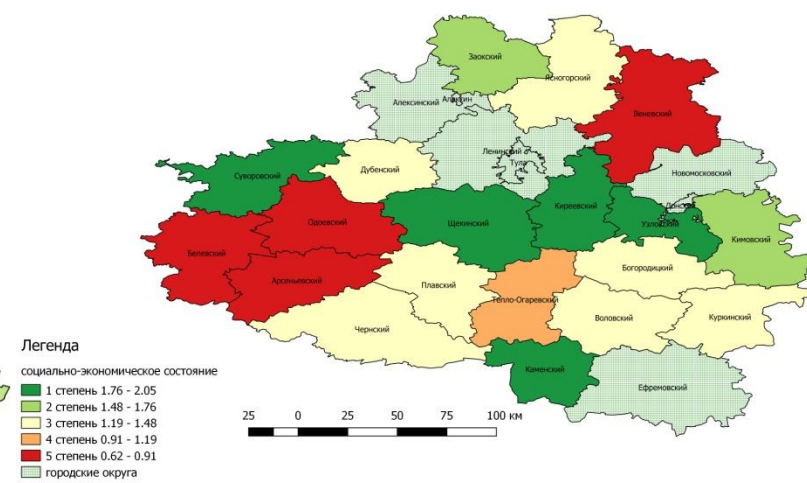 Заокский
Ясногорский
Алексинский
Веневский
Ленинский
Тула
Новомосковский
Суворовский
Дубенский
Щекинский
Киреевский
Кимовский
Одоевский
Белевский
Арсеньевский
Плавский
Тепло-Огаревский
Богородицкий
Чернский
Воловский
Куркинский
Каменский
Ефремовский
Легенда
социально-экономическое состояние
1 степень 1.76 - 2.05
2 степень 1.48 - 1.76
3 степень 1.19 - 1.48
4 степень 0.91 - 1.19
5 степень 0.62 - 0.91
городские округа
25 0 25 50 75 100 км